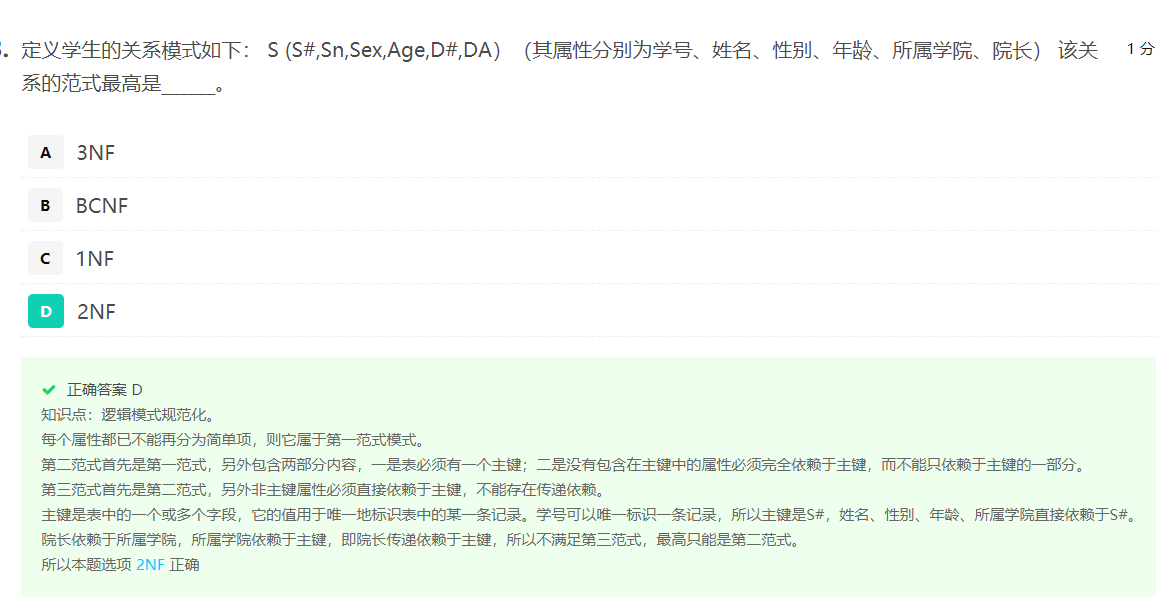 . 定义学生的关系模式如下： S (S#,Sn,Sex,Age,D#,DA）（其属性分别为学号、姓名、性别、年龄、所属学院、院长） 该关 1 分
系的范式最高是______。
A 3NF
B BCNF
C 1NF
D 2NF
正确答案 D
知识点：逻辑模式规范化。
每个属性都已不能再分为简单项，则它属于第一范式模式。
第二范式首先是第一范式，另外包含两部分内容，一是表必须有一个主键；二是没有包含在主键中的属性必须完全依赖于主键，而不能只依赖于主键的一部分。
第三范式首先是第二范式，另外非主键属性必须直接依赖于主键，不能存在传递依赖。
主键是表中的一个或多个字段，它的值用于唯一地标识表中的某一条记录。学号可以唯一标识一条记录，所以主键是S#，姓名、性别、年龄、所属学院直接依赖于S#。
院长依赖于所属学院，所属学院依赖于主键，即院长传递依赖于主键，所以不满足第三范式，最高只能是第二范式。
所以本题选项 2NF 正确